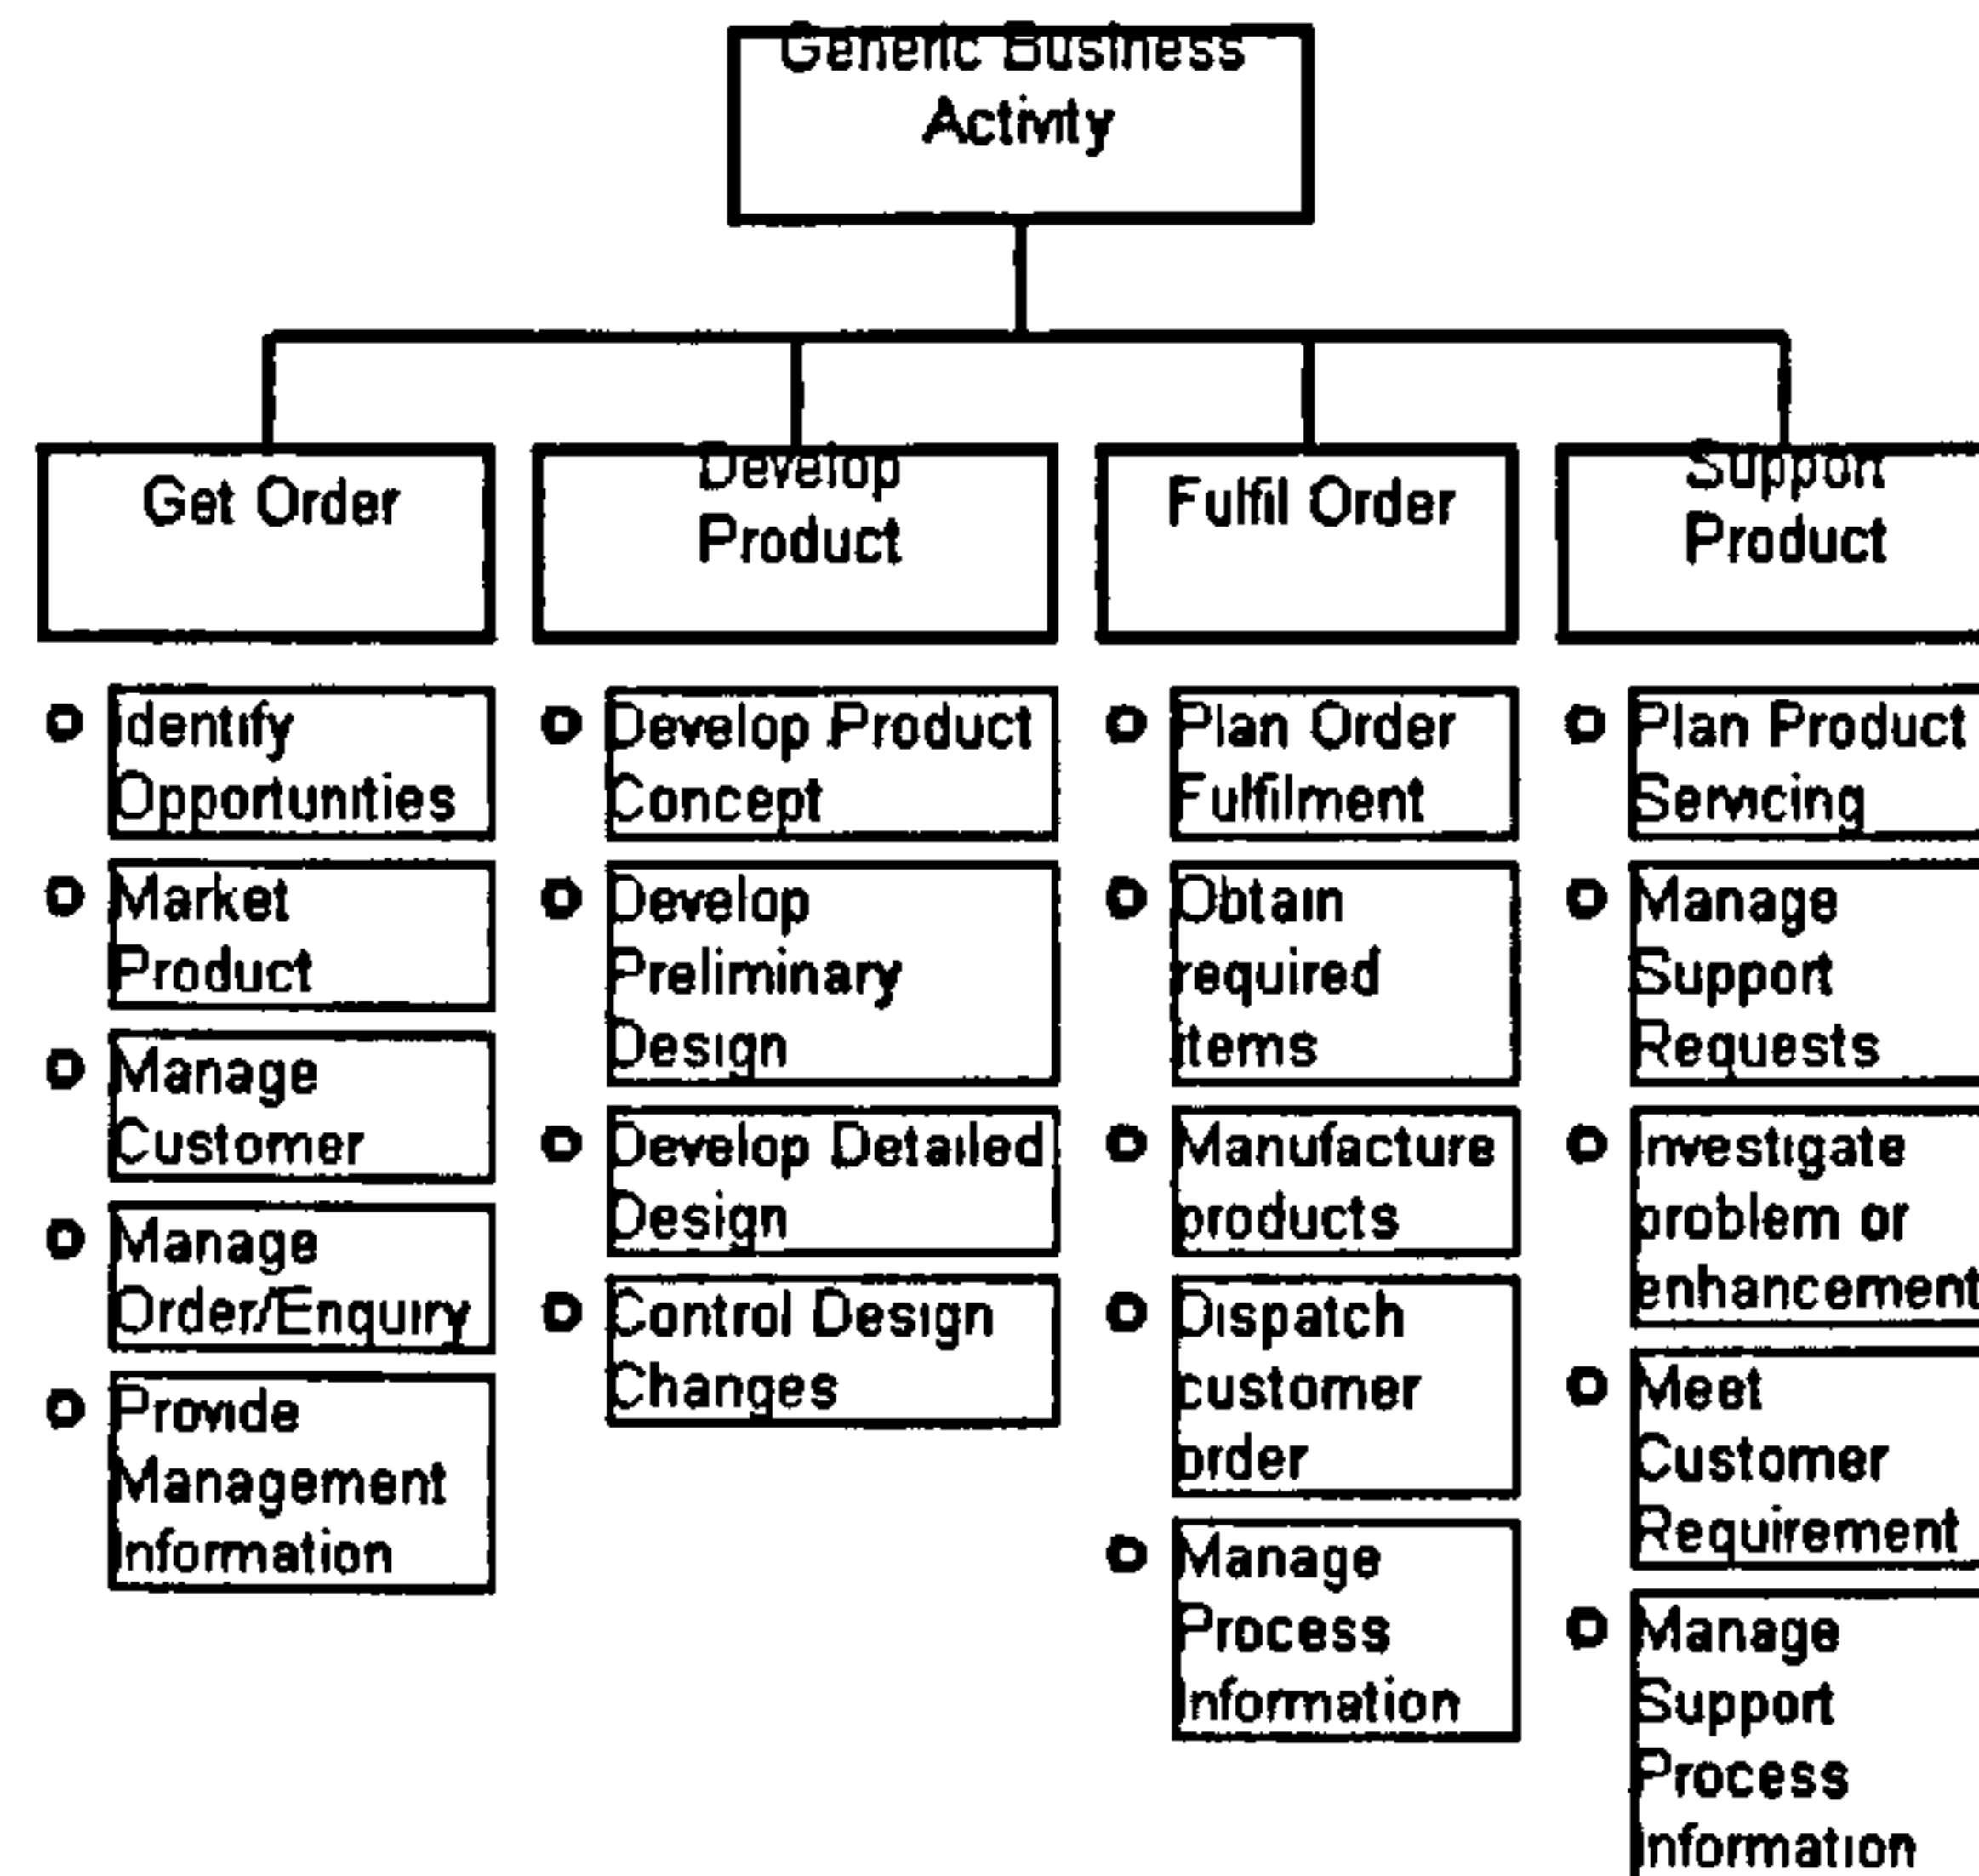 Generic Business
Activity
Get Order
Develop
Product
Fulfil Order
Support
Product
Identify
Opportunities
Market
Product
Manage
Customer
Manage
Order/Enquiry
Provide
Management
Information
Develop Product
Concept
Develop
Preliminary
Design
Develop Detailed
Design
Control Design
Changes
Plan Order
Fulfilment
Obtain
required
items
Manufacture
products
Dispatch
customer
order
Manage
Process
Information
Plan Product
Servicing
Manage
Support
Requests
Investigate
problem or
enhancement
Meet
Customer
Requirement
Manage
Support
Process
Information